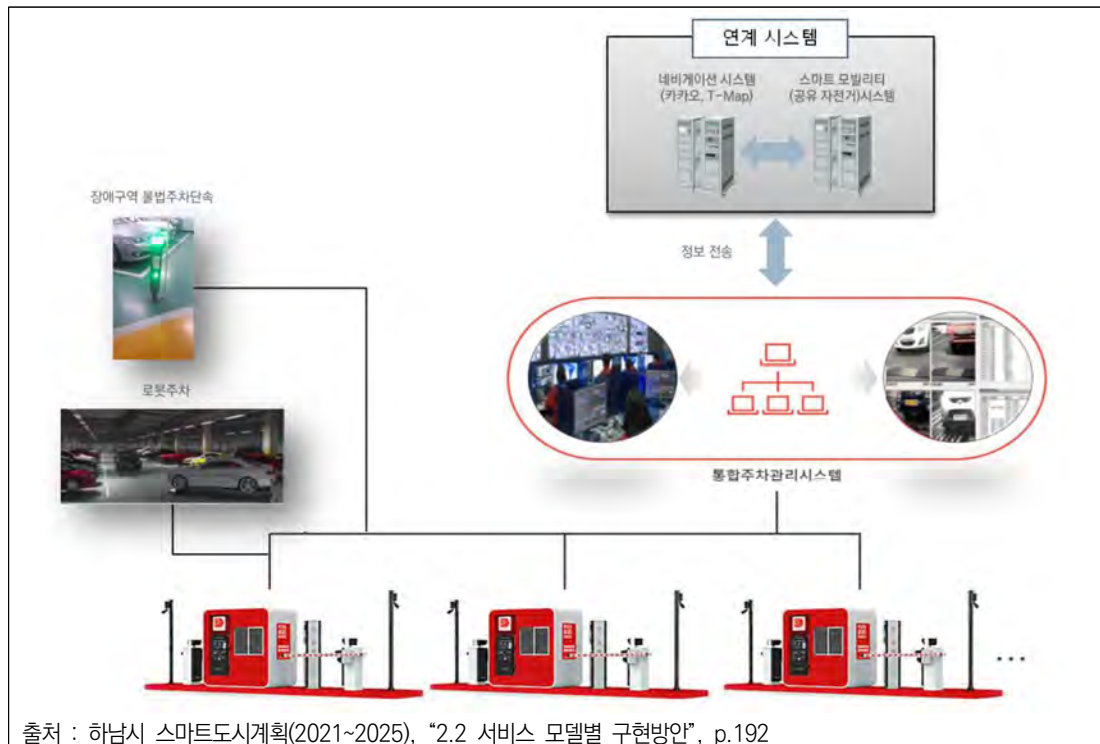 연계 시스템
네비게이션 시스템
(카카오, T-Map)
스마트 모빌리티
(공유 자전거)시스템
장애구역 불법주차단속
정보 전송
로봇주차
통합주차관리시스템
...
출처 : 하남시 스마트도시계획(2021~2025), “2.2 서비스 모델별 구현방안”, p.192